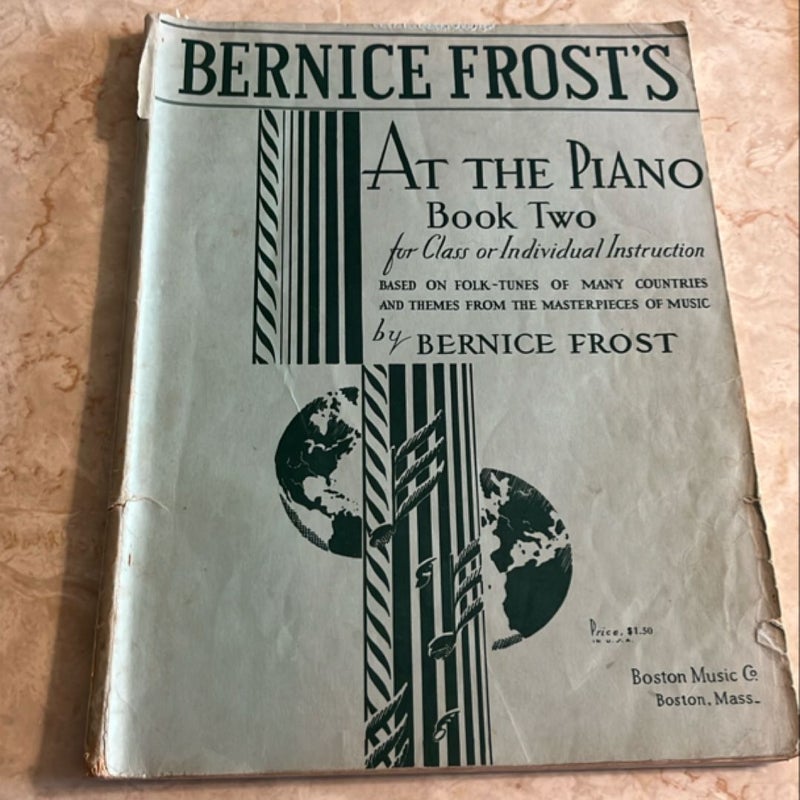 BERNICE FROST'S
AT THE PIANO
Book Two
for Class or Individual Instruction
BASED ON FOLK-TUNES OF MANY COUNTRIES
AND THEMES FROM THE MASTERPIECES OF MUSIC
by BERNICE FROST
Price, $1.50
IN U.S.A.
Boston Music Co.
Boston, Mass.